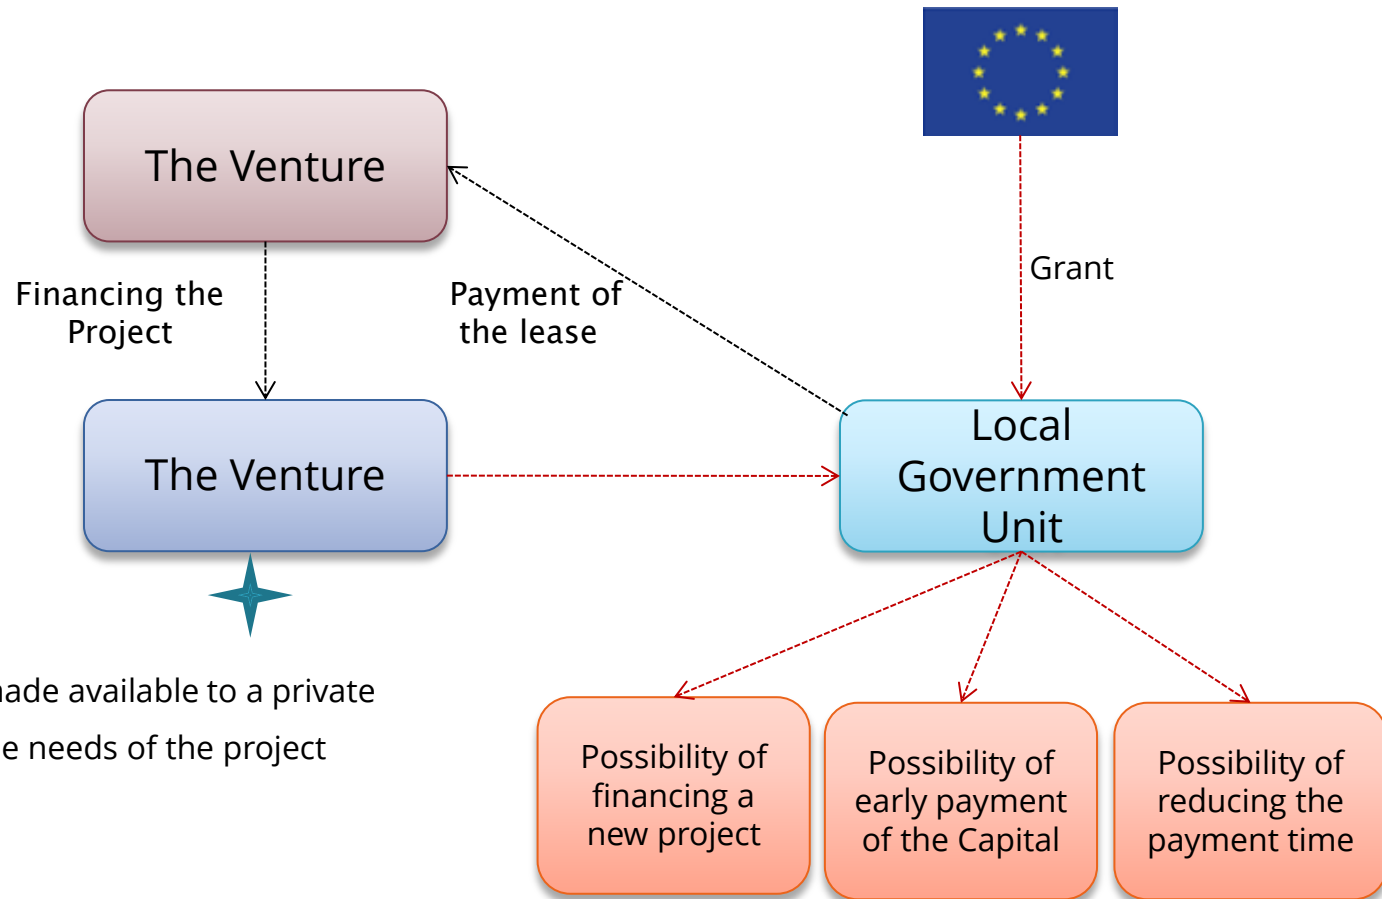 The Venture
Grant
Financing the
Project
Payment of
the lease
The Venture
Local
Government
Unit
made available to a private
needs of the project
Possibility of
financing a
new project
Possibility of
early payment
of the Capital
Possibility of
reducing the
payment time